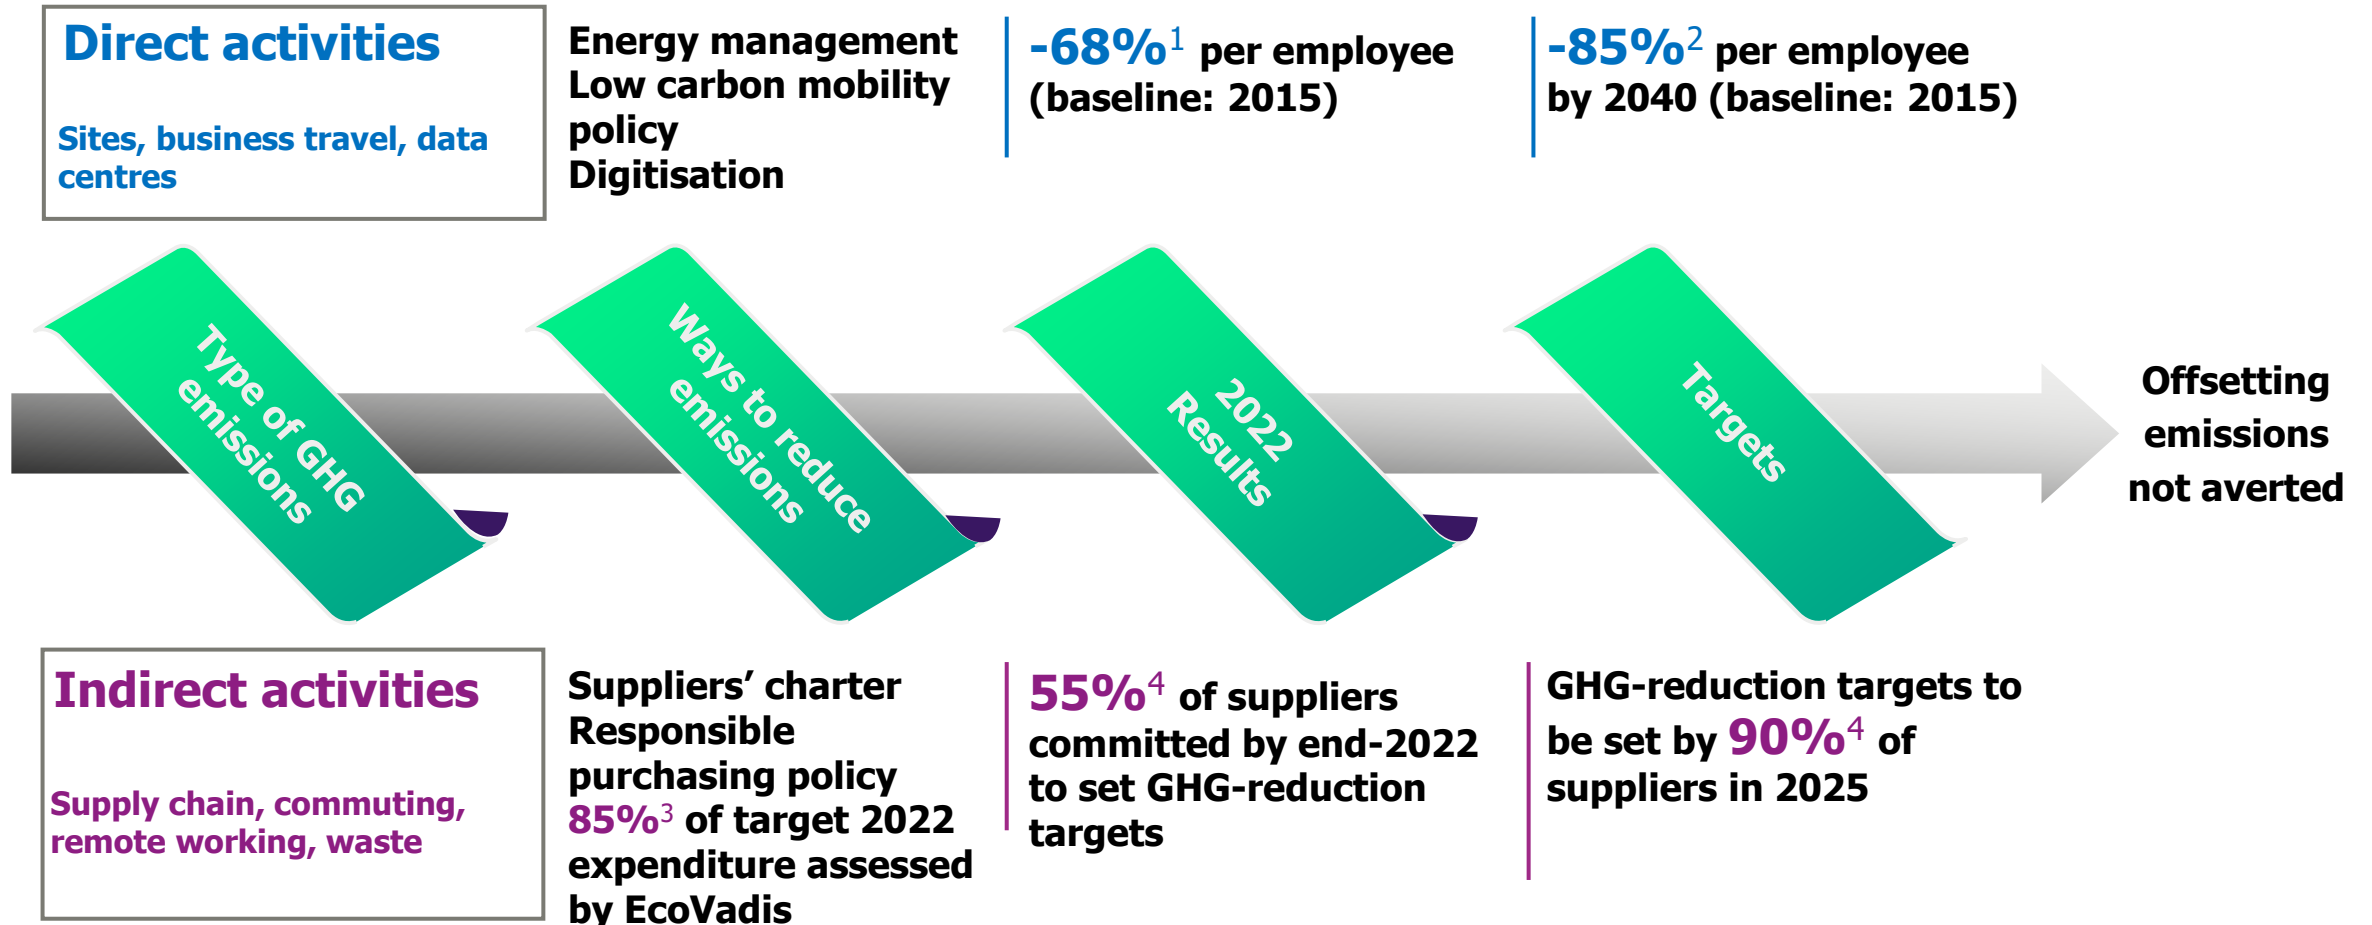 Direct activities
Sites, business travel, data
centres
Energy management
Low carbon mobility
policy
Digitisation
-68%1 per employee
(baseline: 2015)
-85%2 per employee
by 2040 (baseline: 2015)
Type of GHG
emissions
Ways to reduce
emissions
2022
Results
Targets
Offsetting
emissions
not averted
Indirect activities
Supply chain, commuting,
remote working, waste
Suppliers’ charter
Responsible
purchasing policy
85%3 of target 2022
expenditure assessed
by EcoVadis
55%4 of suppliers
committed by end-2022
to set GHG-reduction
targets
GHG-reduction targets to
be set by 90%4 of
suppliers in 2025